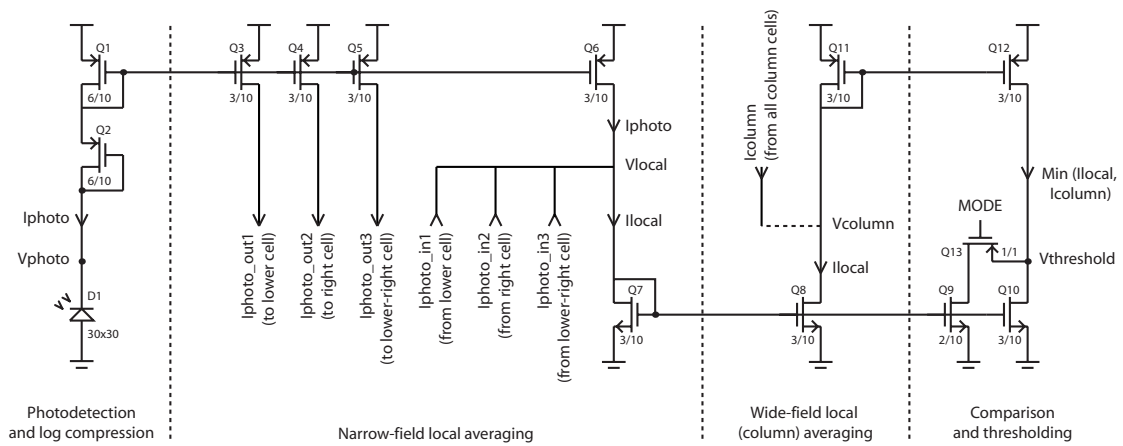 Q1
6/10
Q2
6/10
Iphoto
Vphoto
D1
30x30
Photodetection
and log compression
Q3
3/10
Q4
3/10
Q5
3/10
Q6
3/10
Iphoto
Vlocal
Ilocal
Iphoto_out1
(to lower cell)
Iphoto_out2
(to right cell)
Iphoto_out3
(to lower-right cell)
Iphoto_in1
(from lower cell)
Iphoto_in2
(from right cell)
Iphoto_in3
(from lower-right cell)
Q7
3/10
Narrow-field local averaging
Q11
3/10
Icolumn
(from all column cells)
Vcolumn
Ilocal
Q8
3/10
Wide-field local
(column) averaging
Q12
3/10
Min (Ilocal,
Icolumn)
MODE
Q13
1/1
Vthreshold
Q9
2/10
Q10
3/10
Comparison
and thresholding